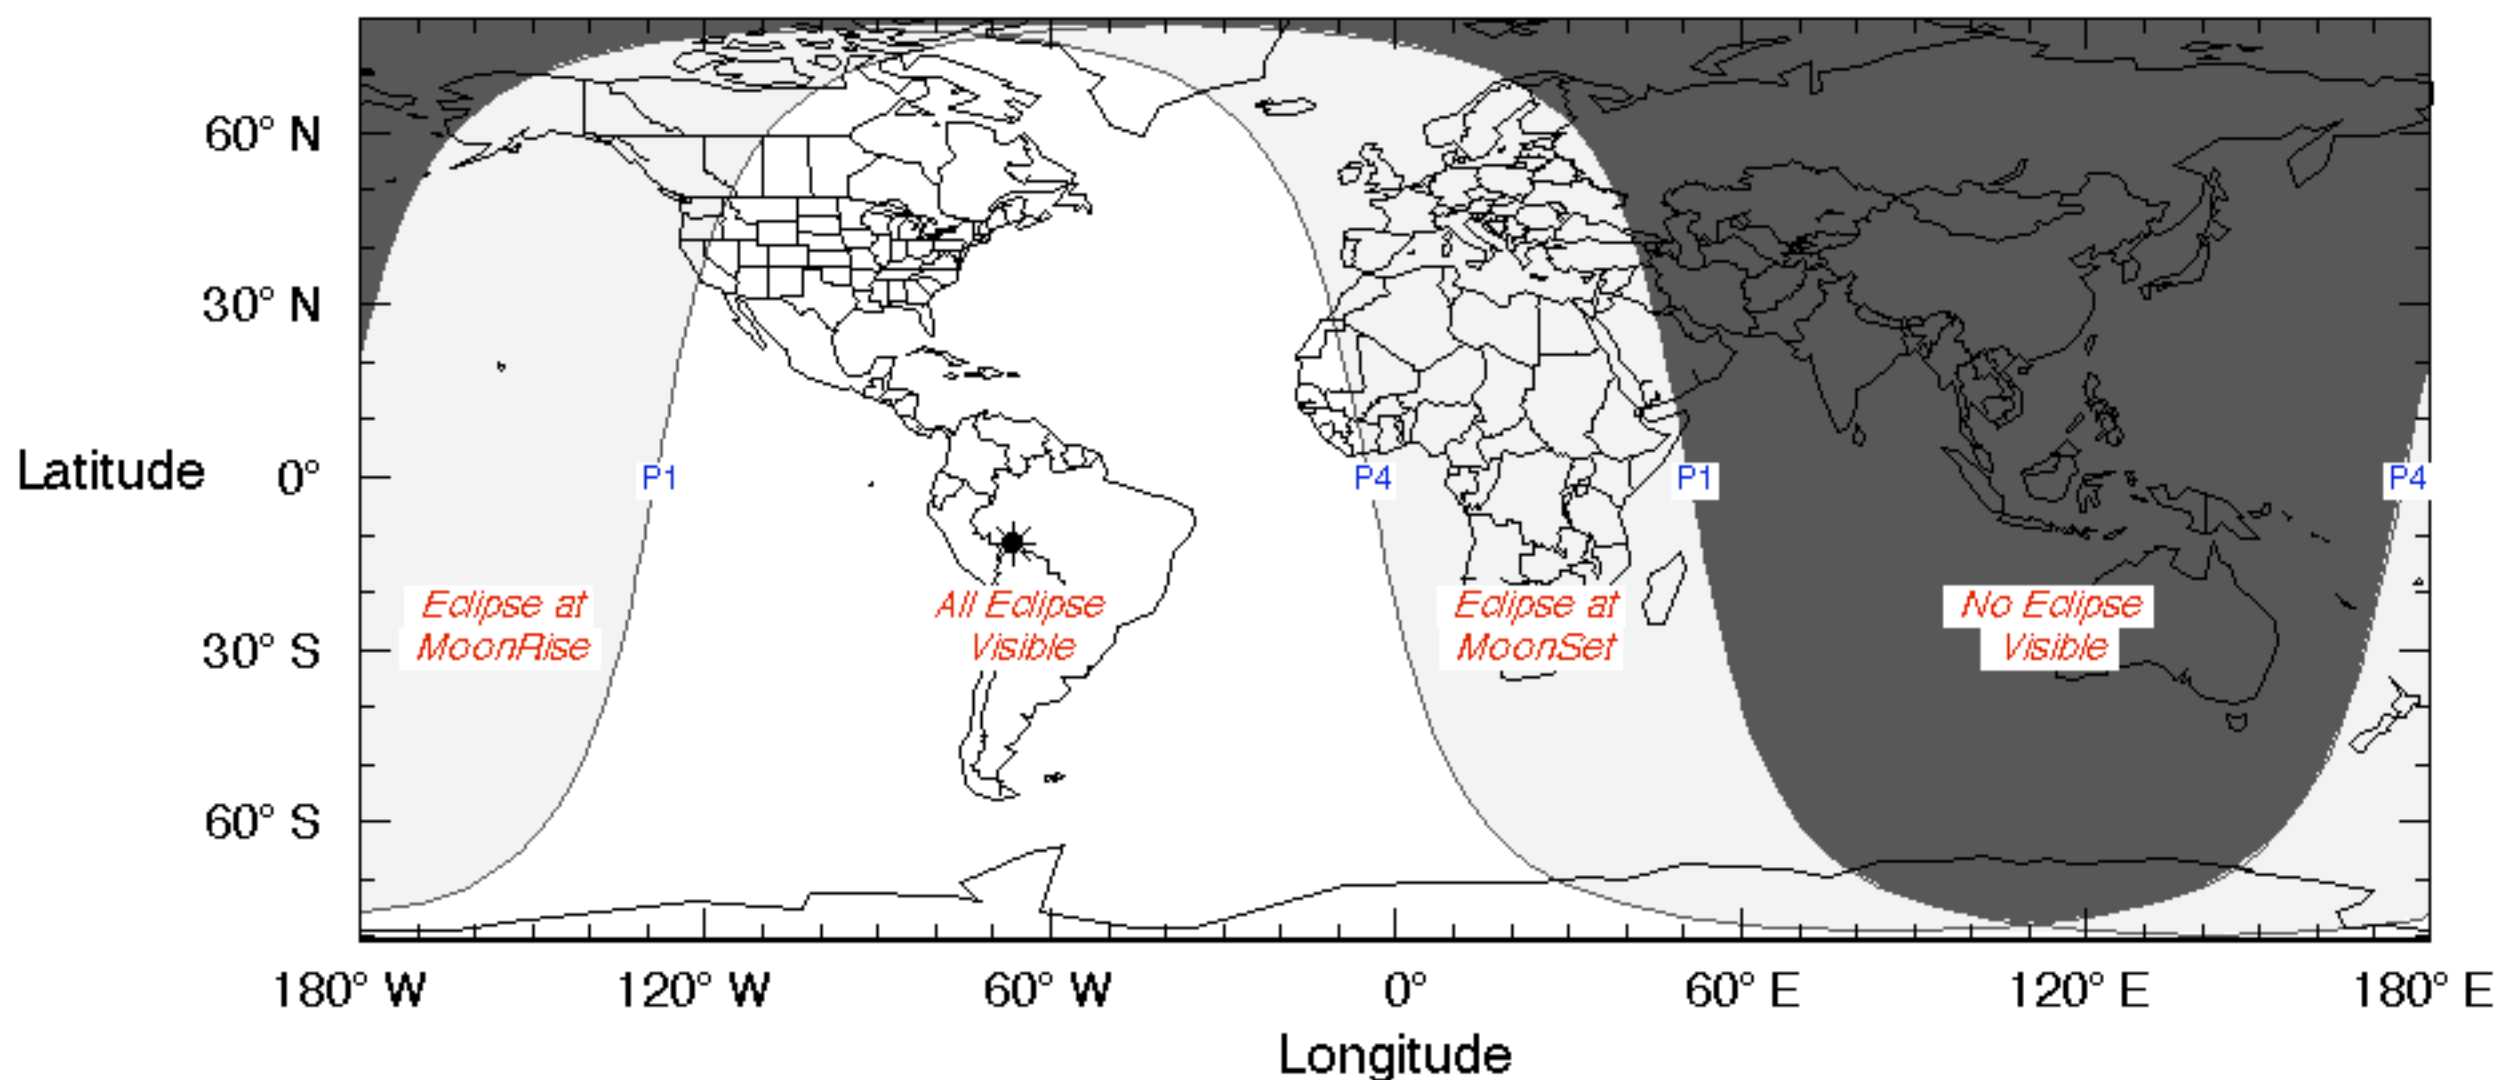 60° N
30° N
Latitude 0°
30° S
60° S
P1 P4 P1 P4
Eclipse at
MoonRise
All Eclipse
Visible
Eclipse at
MoonSet
No Eclipse
Visible
180° W 120° W 60° W 0° 60° E 120° E 180° E
Longitude